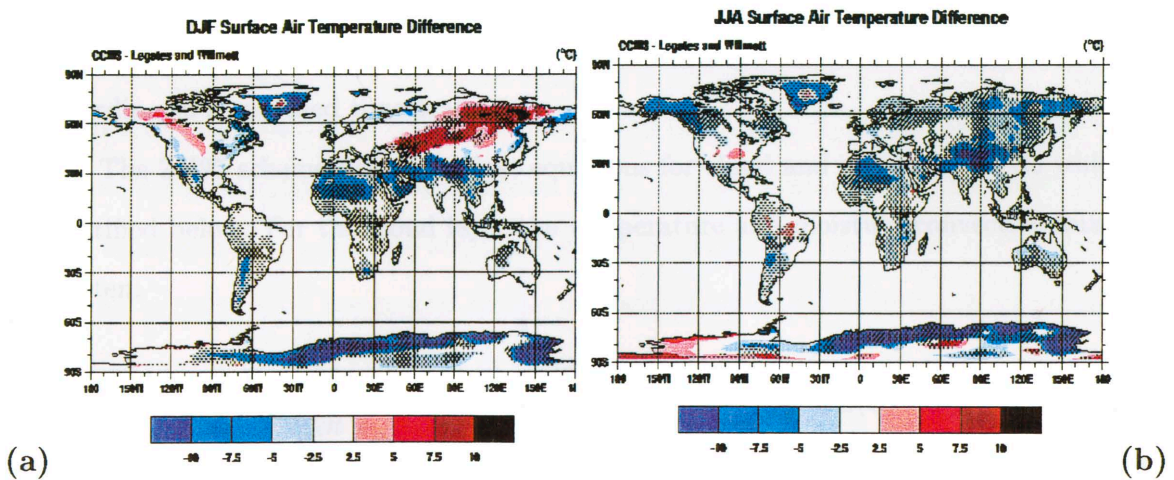 DJF Surface Air Temperature Difference
CCM3 - Legates and Willmott (°C)
90N
60N
30N
0
30S
60S
90S
180 150W 120W 90W 60W 30W 0 30E 60E 90E 120E 150E
-10 -7.5 -5 -2.5 2.5 5 7.5 10
(a)
JJA Surface Air Temperature Difference
CCM3 - Legates and Willmott (°C)
90N
60N
30N
0
30S
60S
90S
180 150W 120W 90W 60W 30W 0 30E 60E 90E 120E 150E 180
-10 -7.5 -5 -2.5 2.5 5 7.5 10
(b)